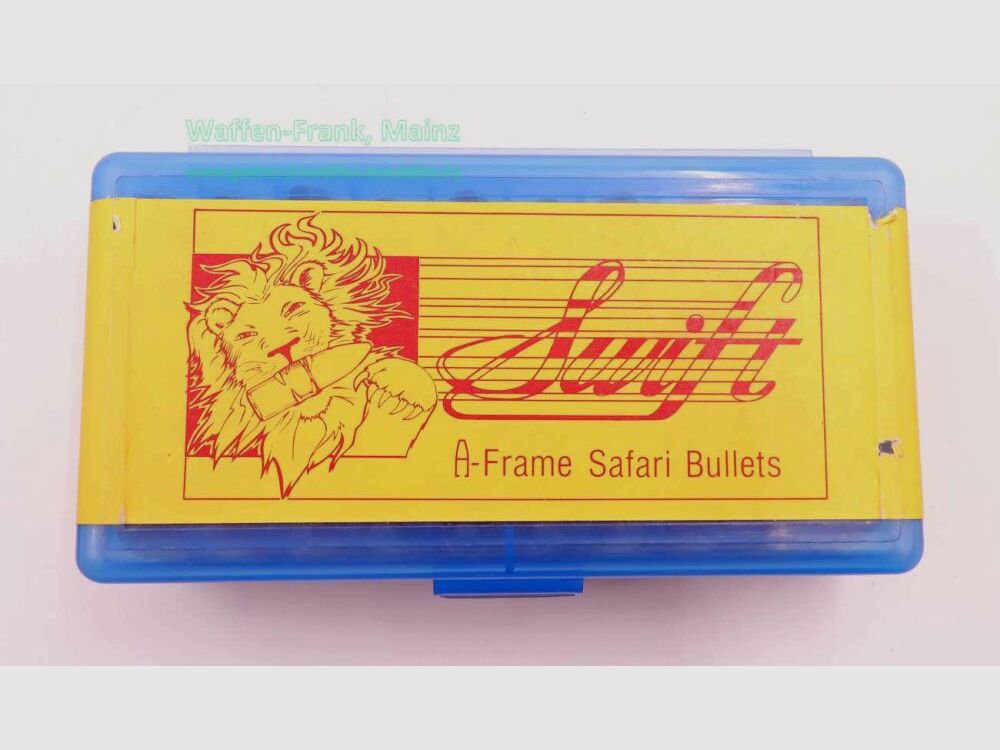 Waffen-Frank, Mainz
Swift
A-Frame Safari Bullets